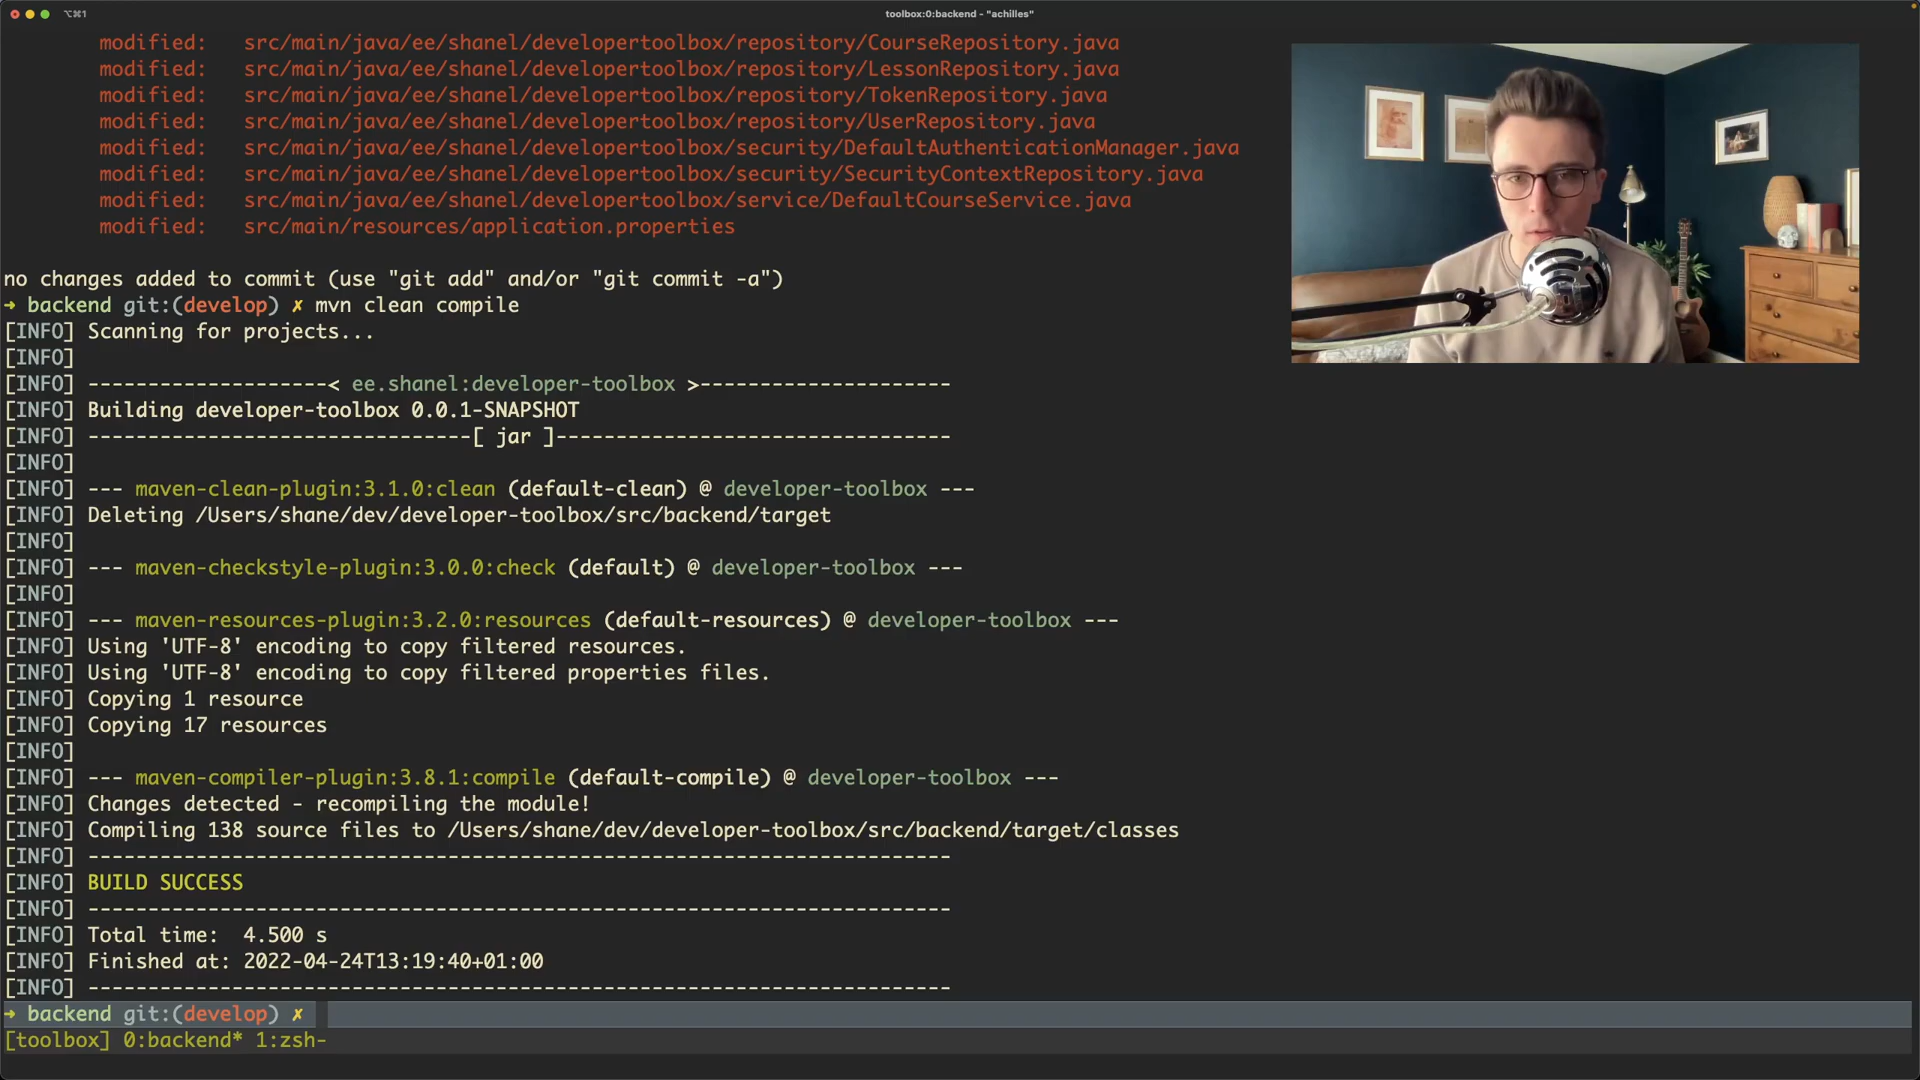 ⌥⌘1
toolbox:0:backend - "achilles"
modified:   src/main/java/ee/shanel/developertoolbox/repository/CourseRepository.java
modified:   src/main/java/ee/shanel/developertoolbox/repository/LessonRepository.java
modified:   src/main/java/ee/shanel/developertoolbox/repository/TokenRepository.java
modified:   src/main/java/ee/shanel/developertoolbox/repository/UserRepository.java
modified:   src/main/java/ee/shanel/developertoolbox/security/DefaultAuthenticationManager.java
modified:   src/main/java/ee/shanel/developertoolbox/security/SecurityContextRepository.java
modified:   src/main/java/ee/shanel/developertoolbox/service/DefaultCourseService.java
modified:   src/main/resources/application.properties
no changes added to commit (use "git add" and/or "git commit -a")
➜ backend git:(develop) ✗ mvn clean compile
[INFO] Scanning for projects...
[INFO]
[INFO] --------------------< ee.shanel:developer-toolbox >---------------------
[INFO] Building developer-toolbox 0.0.1-SNAPSHOT
[INFO] --------------------------------[ jar ]---------------------------------
[INFO]
[INFO] --- maven-clean-plugin:3.1.0:clean (default-clean) @ developer-toolbox ---
[INFO] Deleting /Users/shane/dev/developer-toolbox/src/backend/target
[INFO]
[INFO] --- maven-checkstyle-plugin:3.0.0:check (default) @ developer-toolbox ---
[INFO]
[INFO] --- maven-resources-plugin:3.2.0:resources (default-resources) @ developer-toolbox ---
[INFO] Using 'UTF-8' encoding to copy filtered resources.
[INFO] Using 'UTF-8' encoding to copy filtered properties files.
[INFO] Copying 1 resource
[INFO] Copying 17 resources
[INFO]
[INFO] --- maven-compiler-plugin:3.8.1:compile (default-compile) @ developer-toolbox ---
[INFO] Changes detected - recompiling the module!
[INFO] Compiling 138 source files to /Users/shane/dev/developer-toolbox/src/backend/target/classes
[INFO] ------------------------------------------------------------------------
[INFO] BUILD SUCCESS
[INFO] ------------------------------------------------------------------------
[INFO] Total time:  4.500 s
[INFO] Finished at: 2022-04-24T13:19:40+01:00
[INFO] ------------------------------------------------------------------------
➜ backend git:(develop) ✗
[toolbox] 0:backend* 1:zsh-